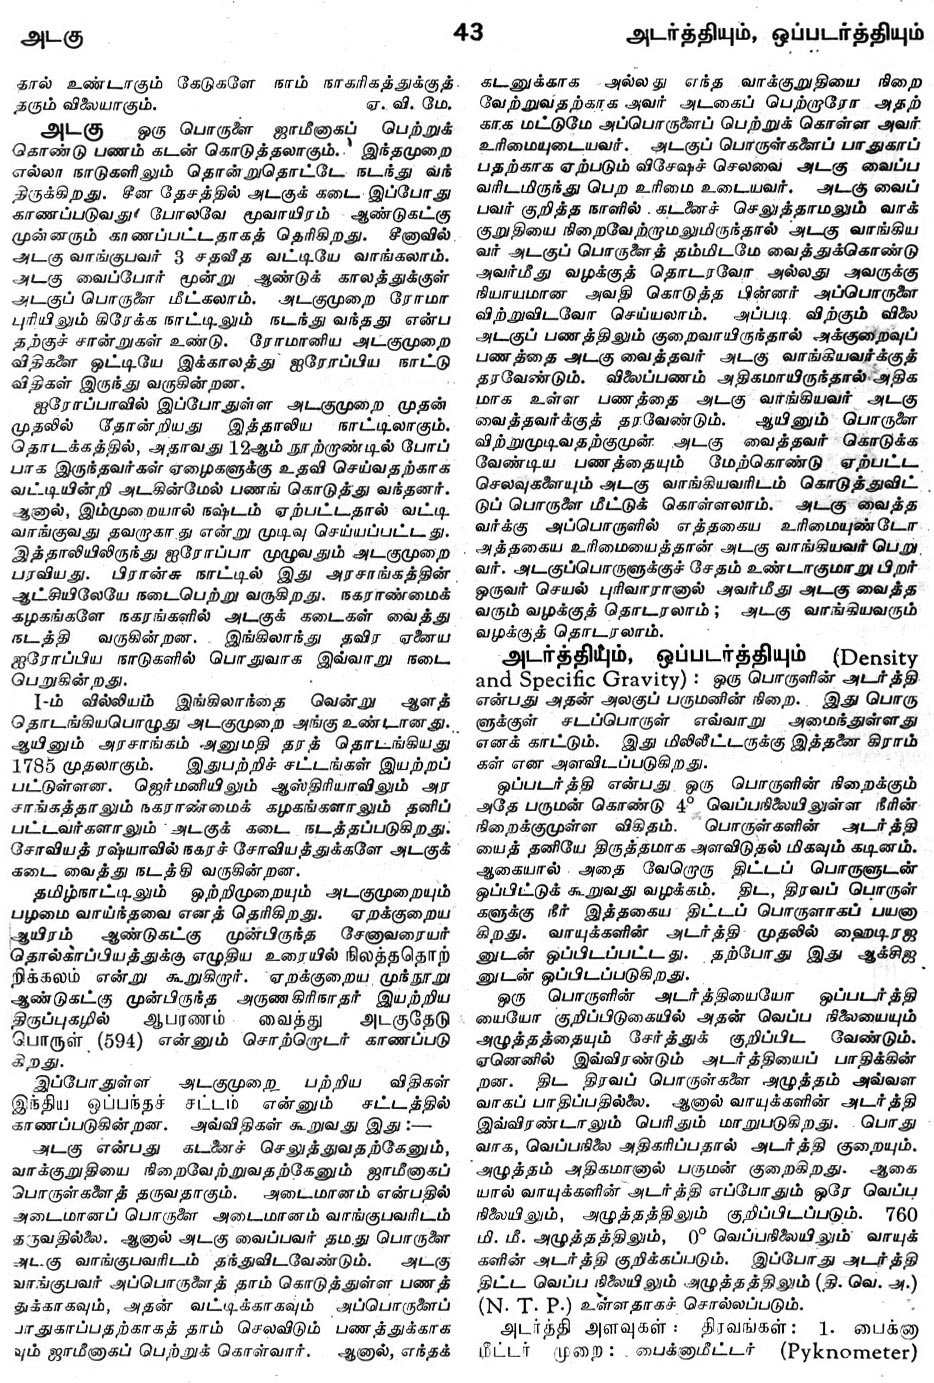 அடகு
43
அடர்த்தியும், ஒப்படர்த்தியும்
தால் உண்டாகும் கேடுகளே நாம் நாகரிகத்துக்குத்
தரும் விலையாகும். ஏ. வி. மே.
அடகு ஒரு பொருளை ஜாமீனாகப் பெற்றுக்
கொண்டு பணம் கடன் கொடுத்தலாகும். இந்தமுறை
எல்லா நாடுகளிலும் தொன்றுதொட்டே நடந்து வந்
திருக்கிறது. சீன தேசத்தில் அடகுக் கடை இப்போது
காணப்படுவது போலவே மூவாயிரம் ஆண்டுகட்கு
முன்னரும் காணப்பட்டதாகத் தெரிகிறது. சீனாவில்
அடகு வாங்குபவர் 3 சதவீத வட்டியே வாங்கலாம்.
அடகு வைப்போர் மூன்று ஆண்டுக் காலத்துக்குள்
அடகுப் பொருளை மீட்கலாம். அடகுமுறை ரோமா
புரியிலும் கிரேக்க நாட்டிலும் நடந்து வந்தது என்ப
தற்குச் சான்றுகள் உண்டு. ரோமானிய அடகுமுறை
விதிகளை ஒட்டியே இக்காலத்து ஐரோப்பிய நாட்டு
விதிகள் இருந்து வருகின்றன.
ஐரோப்பாவில் இப்போதுள்ள அடகுமுறை முதன்
முதலில் தோன்றியது இத்தாலிய நாட்டிலாகும்.
தொடக்கத்தில், அதாவது 12ஆம் நூற்றாண்டில் போப்
பாக இருந்தவர்கள் ஏழைகளுக்கு உதவி செய்வதற்காக
வட்டியின்றி அடகின்மேல் பணங் கொடுத்து வந்தனர்.
ஆனால், இம்முறையால் நஷ்டம் ஏற்பட்டதால் வட்டி
வாங்குவது தவறாகாது என்று முடிவு செய்யப்பட்டது.
இத்தாலியிலிருந்து ஐரோப்பா முழுவதும் அடகுமுறை
பரவியது. பிரான்சு நாட்டில் இது அரசாங்கத்தின்
ஆட்சியிலேயே நடைபெற்று வருகிறது. நகராண்மைக்
கழகங்களே நகரங்களில் அடகுக் கடைகள் வைத்து
நடத்தி வருகின்றன. இங்கிலாந்து தவிர ஏனைய
ஐரோப்பிய நாடுகளில் பொதுவாக இவ்வாறு நடை
பெறுகின்றது.
I-ம் வில்லியம் இங்கிலாந்தை வென்று ஆளத்
தொடங்கியபொழுது அடகுமுறை அங்கு உண்டானது.
ஆயினும் அரசாங்கம் அனுமதி தரத் தொடங்கியது
1785 முதலாகும். இதுபற்றிச் சட்டங்கள் இயற்றப்
பட்டுள்ளன. ஜெர்மனியிலும் ஆஸ்திரியாவிலும் அர
சாங்கத்தாலும் நகராண்மைக் கழகங்களாலும் தனிப்
பட்டவர்களாலும் அடகுக் கடை நடத்தப்படுகிறது.
சோவியத் ரஷ்யாவில் நகரச் சோவியத்துக்களே அடகுக்
கடை வைத்து நடத்தி வருகின்றன.
தமிழ்நாட்டிலும் ஒற்றிமுறையும் அடகுமுறையும்
பழமை வாய்ந்தவை எனத் தெரிகிறது. ஏறக்குறைய
ஆயிரம் ஆண்டுகட்கு முன்பிருந்த சேனாவரையர்
தொல்காப்பியத்துக்கு எழுதிய உரையில் நிலத்ததொற்
றிக்கலம் என்று கூறுகிறார். ஏறக்குறைய முந்நூறு
ஆண்டுகட்கு முன்பிருந்த அருணகிரிநாதர் இயற்றிய
திருப்புகழில் ஆபரணம் வைத்து அடகுதேடு
பொருள் (594) என்னும் சொற்றொடர் காணப்படு
கிறது.
இப்போதுள்ள அடகுமுறை பற்றிய விதிகள்
இந்திய ஒப்பந்தச் சட்டம் என்னும் சட்டத்தில்
காணப்படுகின்றன. அவ்விதிகள் கூறுவது இது :—
அடகு என்பது கடனைச் செலுத்துவதற்கேனும்,
வாக்குறுதியை நிறைவேற்றுவதற்கேனும் ஜாமீனாகப்
பொருள்களைத் தருவதாகும். அடைமானம் என்பதில்
அடைமானப் பொருளை அடைமானம் வாங்குபவரிடம்
தருவதில்லை. ஆனால் அடகு வைப்பவர் தமது பொருளை
அடகு வாங்குபவரிடம் தந்துவிடவேண்டும். அடகு
வாங்குபவர் அப்பொருளைத் தாம் கொடுத்துள்ள பணத்
துக்காகவும், அதன் வட்டிக்காகவும் அப்பொருளைப்
பாதுகாப்பதற்காகத் தாம் செலவிடும் பணத்துக்காக
வும் ஜாமீனாகப் பெற்றுக் கொள்வார். ஆனால், எந்தக்
கடனுக்காக அல்லது எந்த வாக்குறுதியை நிறை
வேற்றுவதற்காக அவர் அடகைப் பெற்றாரோ அதற்
காக மட்டுமே அப்பொருளைப் பெற்றுக் கொள்ள அவர்
உரிமையுடையவர். அடகுப் பொருள்களைப் பாதுகாப்
பதற்காக ஏற்படும் விசேஷச் செலவை அடகு வைப்ப
வரிடமிருந்து பெற உரிமை உடையவர். அடகு வைப்
பவர் குறித்த நாளில் கடனைச் செலுத்தாமலும் வாக்
குறுதியை நிறைவேற்றாமலுமிருந்தால் அடகு வாங்கிய
வர் அடகுப் பொருளைத் தம்மிடமே வைத்துக்கொண்டு
அவர்மீது வழக்குத் தொடரவோ அல்லது அவருக்கு
நியாயமான அவதி கொடுத்த பின்னர் அப்பொருளை
விற்றுவிடவோ செய்யலாம். அப்படி விற்கும் விலை
அடகுப் பணத்திலும் குறைவாயிருந்தால் அக்குறைவுப்
பணத்தை அடகு வைத்தவர் அடகு வாங்கியவர்க்குத்
தரவேண்டும். விலைப்பணம் அதிகமாயிருந்தால் அதிக
மாக உள்ள பணத்தை அடகு வாங்கியவர் அடகு
வைத்தவர்க்குத் தரவேண்டும். ஆயினும் பொருளை
விற்றுமுடிவதற்குமுன் அடகு வைத்தவர் கொடுக்க
வேண்டிய பணத்தையும் மேற்கொண்டு ஏற்பட்ட
செலவுகளையும் அடகு வாங்கியவரிடம் கொடுத்துவிட்
டுப் பொருளை மீட்டுக் கொள்ளலாம். அடகு வைத்த
வர்க்கு அப்பொருளில் எத்தகைய உரிமையுண்டோ
அத்தகைய உரிமையைத்தான் அடகு வாங்கியவர் பெறு
வர். அடகுப்பொருளுக்குச் சேதம் உண்டாகுமாறு பிறர்
ஒருவர் செயல் புரிவாரானால் அவர்மீது அடகு வைத்த
வரும் வழக்குத் தொடரலாம் ; அடகு வாங்கியவரும்
வழக்குத் தொடரலாம்.
அடர்த்தியும், ஒப்படர்த்தியும் (Density
and Specific Gravity) : ஒரு பொருளின் அடர்த்தி
என்பது அதன் அலகுப் பருமனின் நிறை. இது பொரு
ளுக்குள் சடப்பொருள் எவ்வாறு அமைந்துள்ளது
எனக் காட்டும். இது மிலிலீட்டருக்கு இத்தனை கிராம்
கள் என அளவிடப்படுகிறது.
ஒப்படர்த்தி என்பது ஒரு பொருளின் நிறைக்கும்
அதே பருமன் கொண்டு 4° வெப்பநிலையிலுள்ள நீரின்
நிறைக்குமுள்ள விகிதம். பொருள்களின் அடர்த்தி
யைத் தனியே திருத்தமாக அளவிடுதல் மிகவும் கடினம்.
ஆகையால் அதை வேறொரு திட்டப் பொருளுடன்
ஒப்பிட்டுக் கூறுவது வழக்கம். திட, திரவப் பொருள்
களுக்கு நீர் இத்தகைய திட்டப் பொருளாகப் பயனா
கிறது. வாயுக்களின் அடர்த்தி முதலில் ஹைடிரஜ
னுடன் ஒப்பிடப்பட்டது. தற்போது இது ஆக்சிஜ
னுடன் ஒப்பிடப்படுகிறது.
ஒரு பொருளின் அடர்த்தியையோ ஒப்படர்த்தி
யையோ குறிப்பிடுகையில் அதன் வெப்ப நிலையையும்
அழுத்தத்தையும் சேர்த்துக் குறிப்பிட வேண்டும்.
ஏனெனில் இவ்விரண்டும் அடர்த்தியைப் பாதிக்கின்
றன. திட திரவப் பொருள்களை அழுத்தம் அவ்வள
வாகப் பாதிப்பதில்லை. ஆனால் வாயுக்களின் அடர்த்தி
இவ்விரண்டாலும் பெரிதும் மாறுபடுகிறது. பொது
வாக, வெப்பநிலை அதிகரிப்பதால் அடர்த்தி குறையும்.
அழுத்தம் அதிகமானால் பருமன் குறைகிறது. ஆகை
யால் வாயுக்களின் அடர்த்தி எப்போதும் ஒரே வெப்ப
நிலையிலும், அழுத்தத்திலும் குறிப்பிடப்படும். 760
மி. மீ. அழுத்தத்திலும், 0° வெப்பநிலையிலும் வாயுக்
களின் அடர்த்தி குறிக்கப்படும். இப்போது அடர்த்தி
திட்ட வெப்ப நிலையிலும் அழுத்தத்திலும் (தி. வெ. அ.)
(N. T. P.) உள்ளதாகச் சொல்லப்படும்.
அடர்த்தி அளவுகள் : திரவங்கள் : 1. பைக்னா
மீட்டர் முறை : பைக்னாமீட்டர் (Pyknometer)